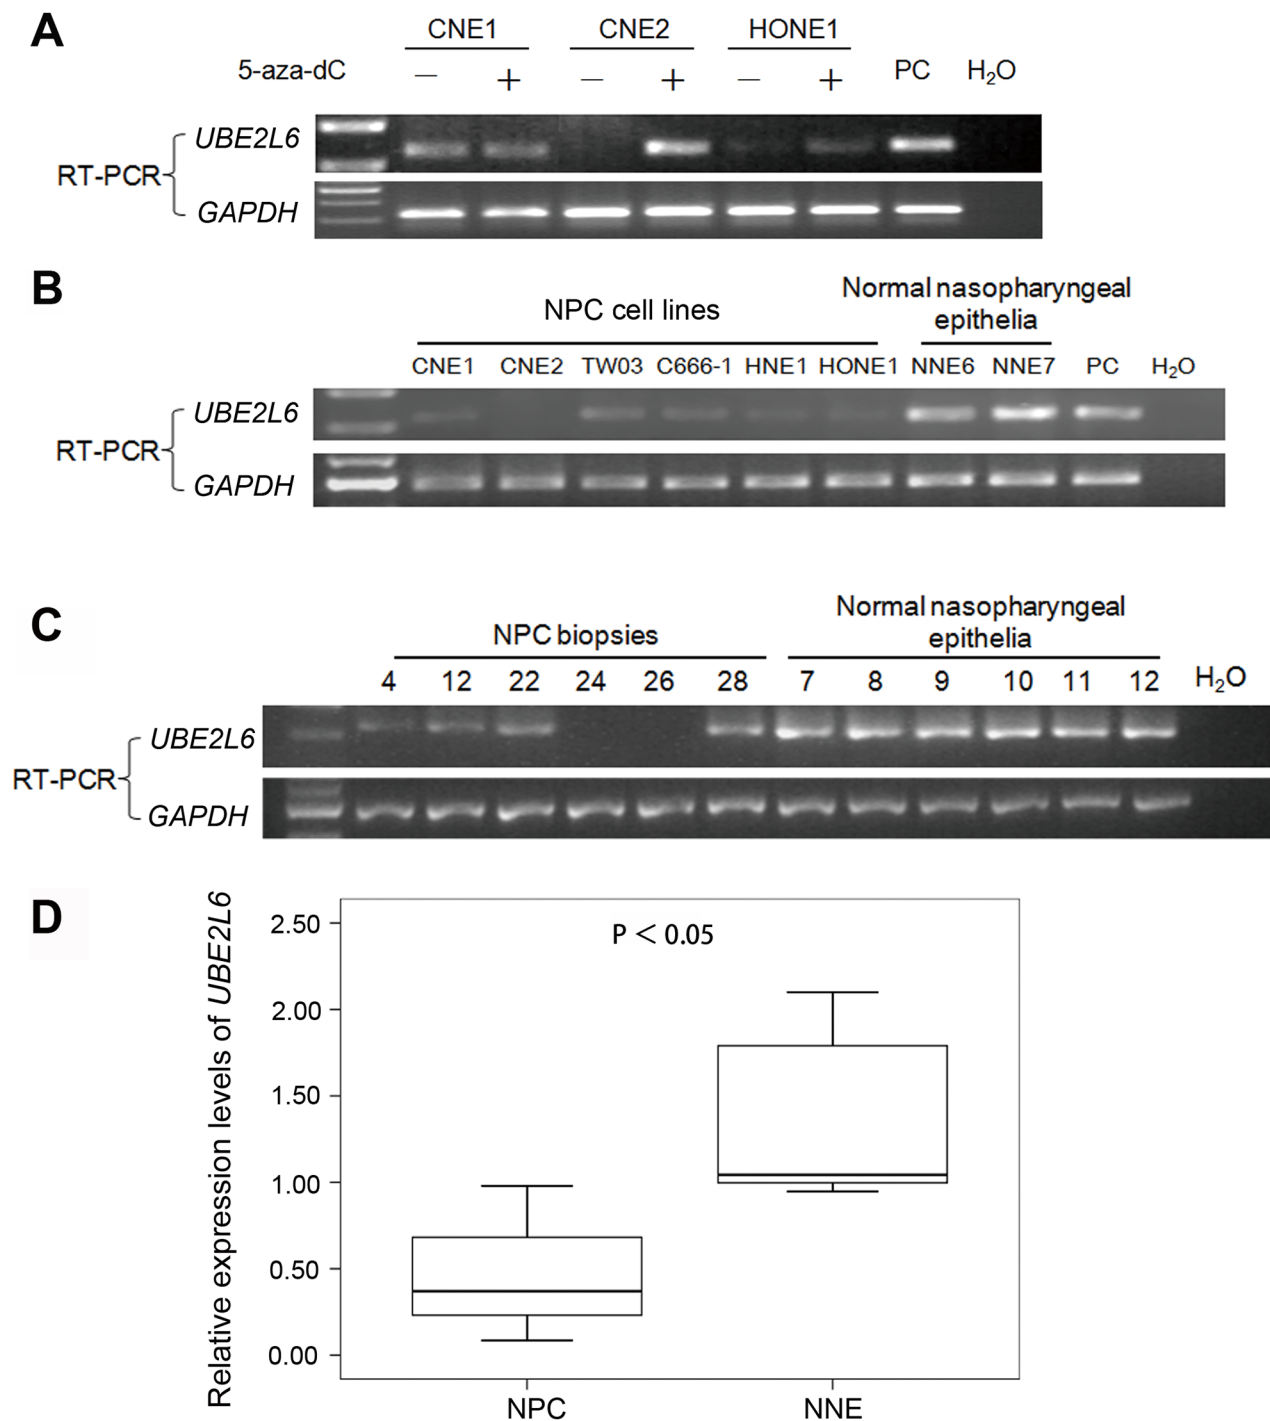 A
CNE1 CNE2 HONE1
5-aza-dC — + — + — + PC H₂O
UBE2L6
RT-PCR
GAPDH
B
NPC cell lines
Normal nasopharyngeal
epithelia
CNE1 CNE2 TW03 C666-1 HNE1 HONE1 NNE6 NNE7 PC H₂O
UBE2L6
RT-PCR
GAPDH
C
NPC biopsies
Normal nasopharyngeal
epithelia
4 12 22 24 26 28 7 8 9 10 11 12 H₂O
UBE2L6
RT-PCR
GAPDH
D
Relative expression levels of UBE2L6
P < 0.05
2.50
2.00
1.50
1.00
0.50
0.00
NPC NNE